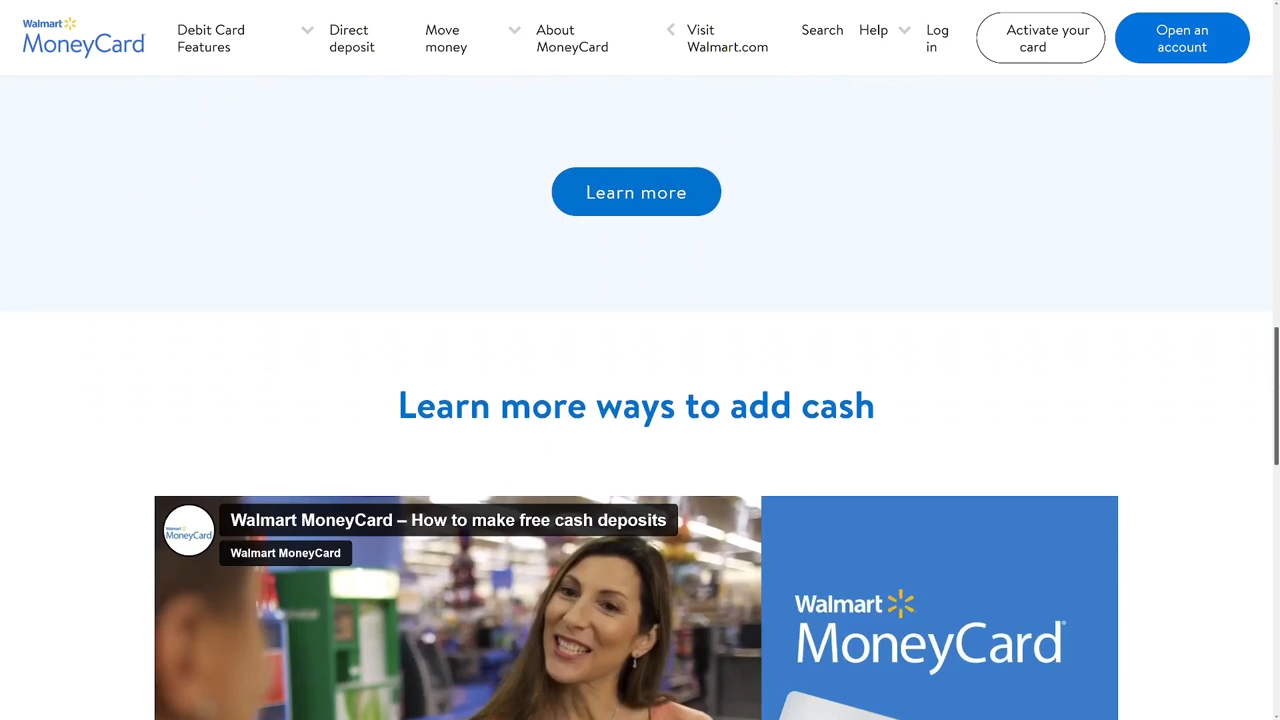 Walmart
MoneyCard
Debit Card
Features
Direct
deposit
Move
money
About
MoneyCard
Visit
Walmart.com
Search
Help
Log
in
Activate your
card
Open an
account
Learn more
Learn more ways to add cash
Walmart
MoneyCard
Walmart MoneyCard – How to make free cash deposits
Walmart MoneyCard
Walmart
MoneyCard®